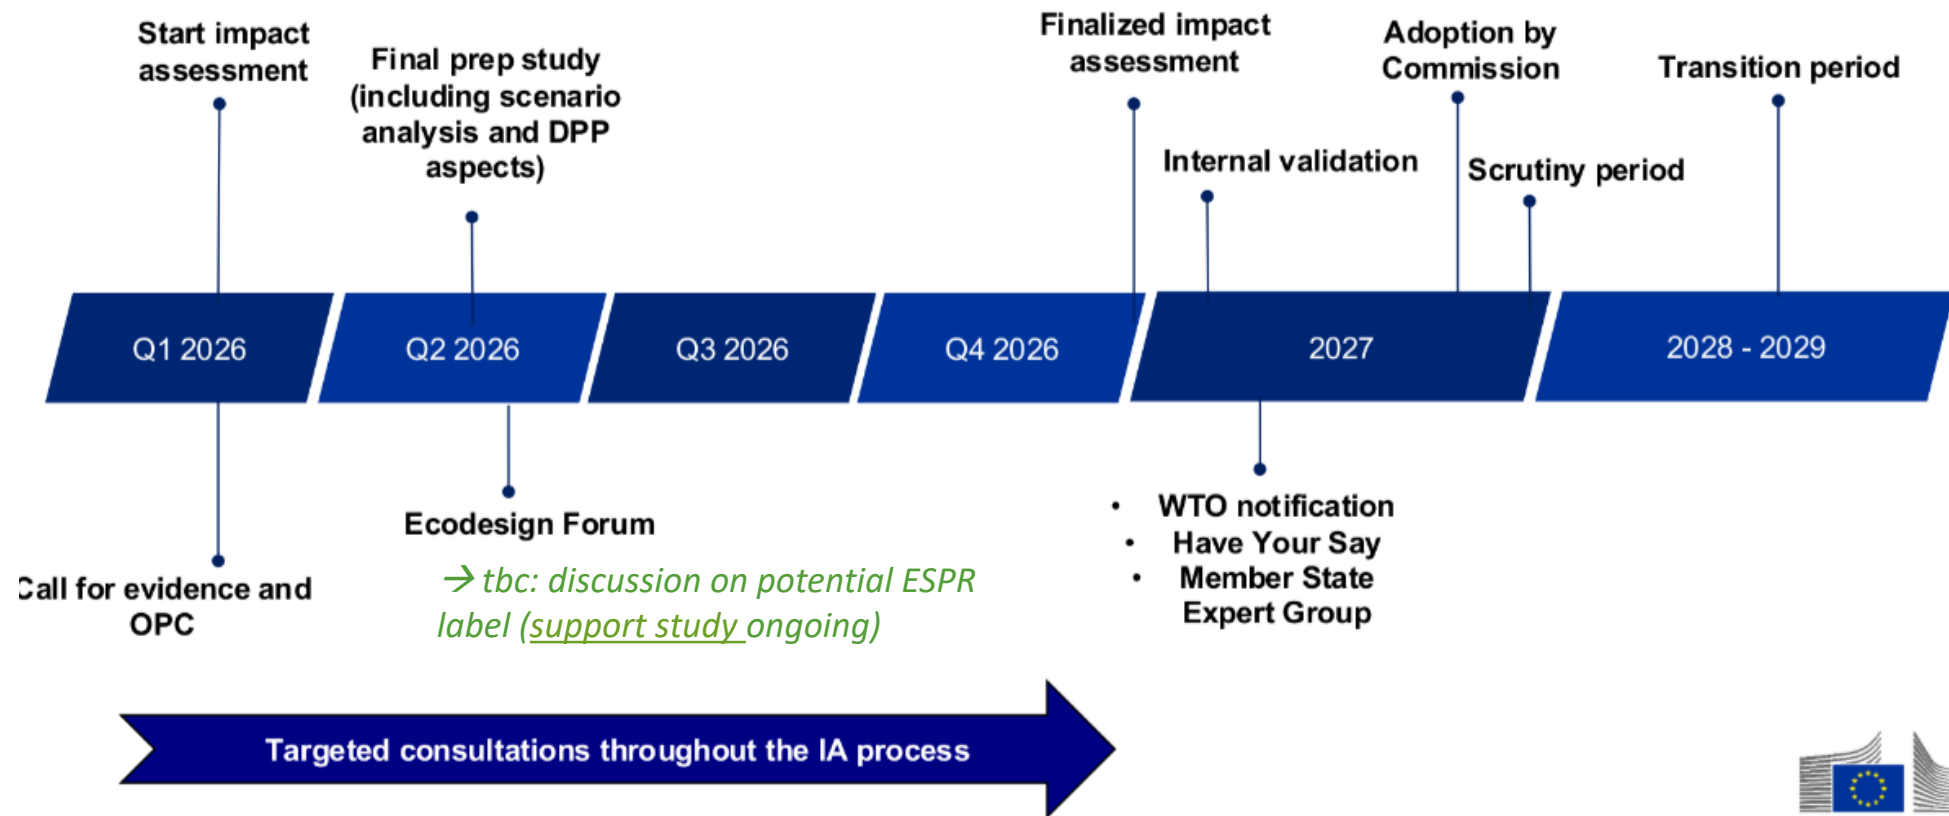 Start impact
assessment
Final prep study
(including scenario
analysis and DPP
aspects)
Finalized impact
assessment
Internal validation
Adoption by
Commission
Scrutiny period
Transition period
Q1 2026
Q2 2026
Q3 2026
Q4 2026
2027
2028 - 2029
Call for evidence and
OPC
Ecodesign Forum
→ tbc: discussion on potential ESPR
label (support study ongoing)
• WTO notification
• Have Your Say
• Member State
Expert Group
Targeted consultations throughout the IA process